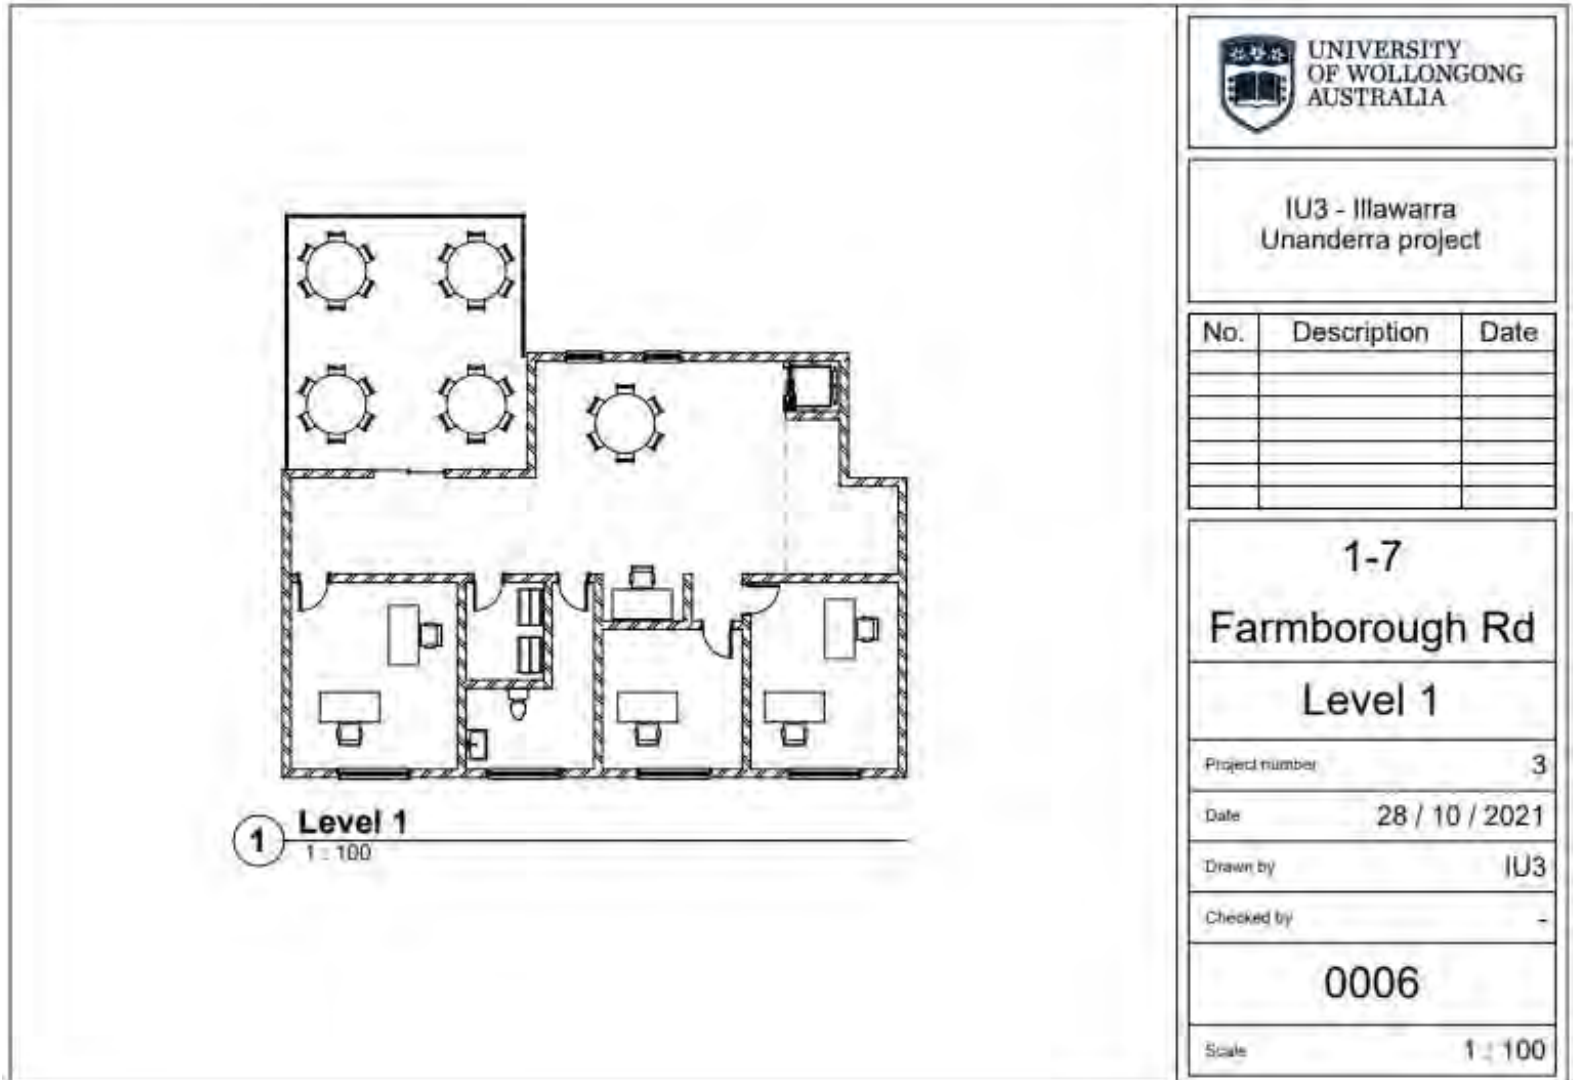 UNIVERSITY
OF WOLLONGONG
AUSTRALIA
IU3 - Illawarra
Unanderra project
No. Description Date
1-7
Farmborough Rd
Level 1
Project number 3
Date 28 / 10 / 2021
Drawn by IU3
Checked by -
0006
Scale 1 : 100
1 Level 1
1 : 100